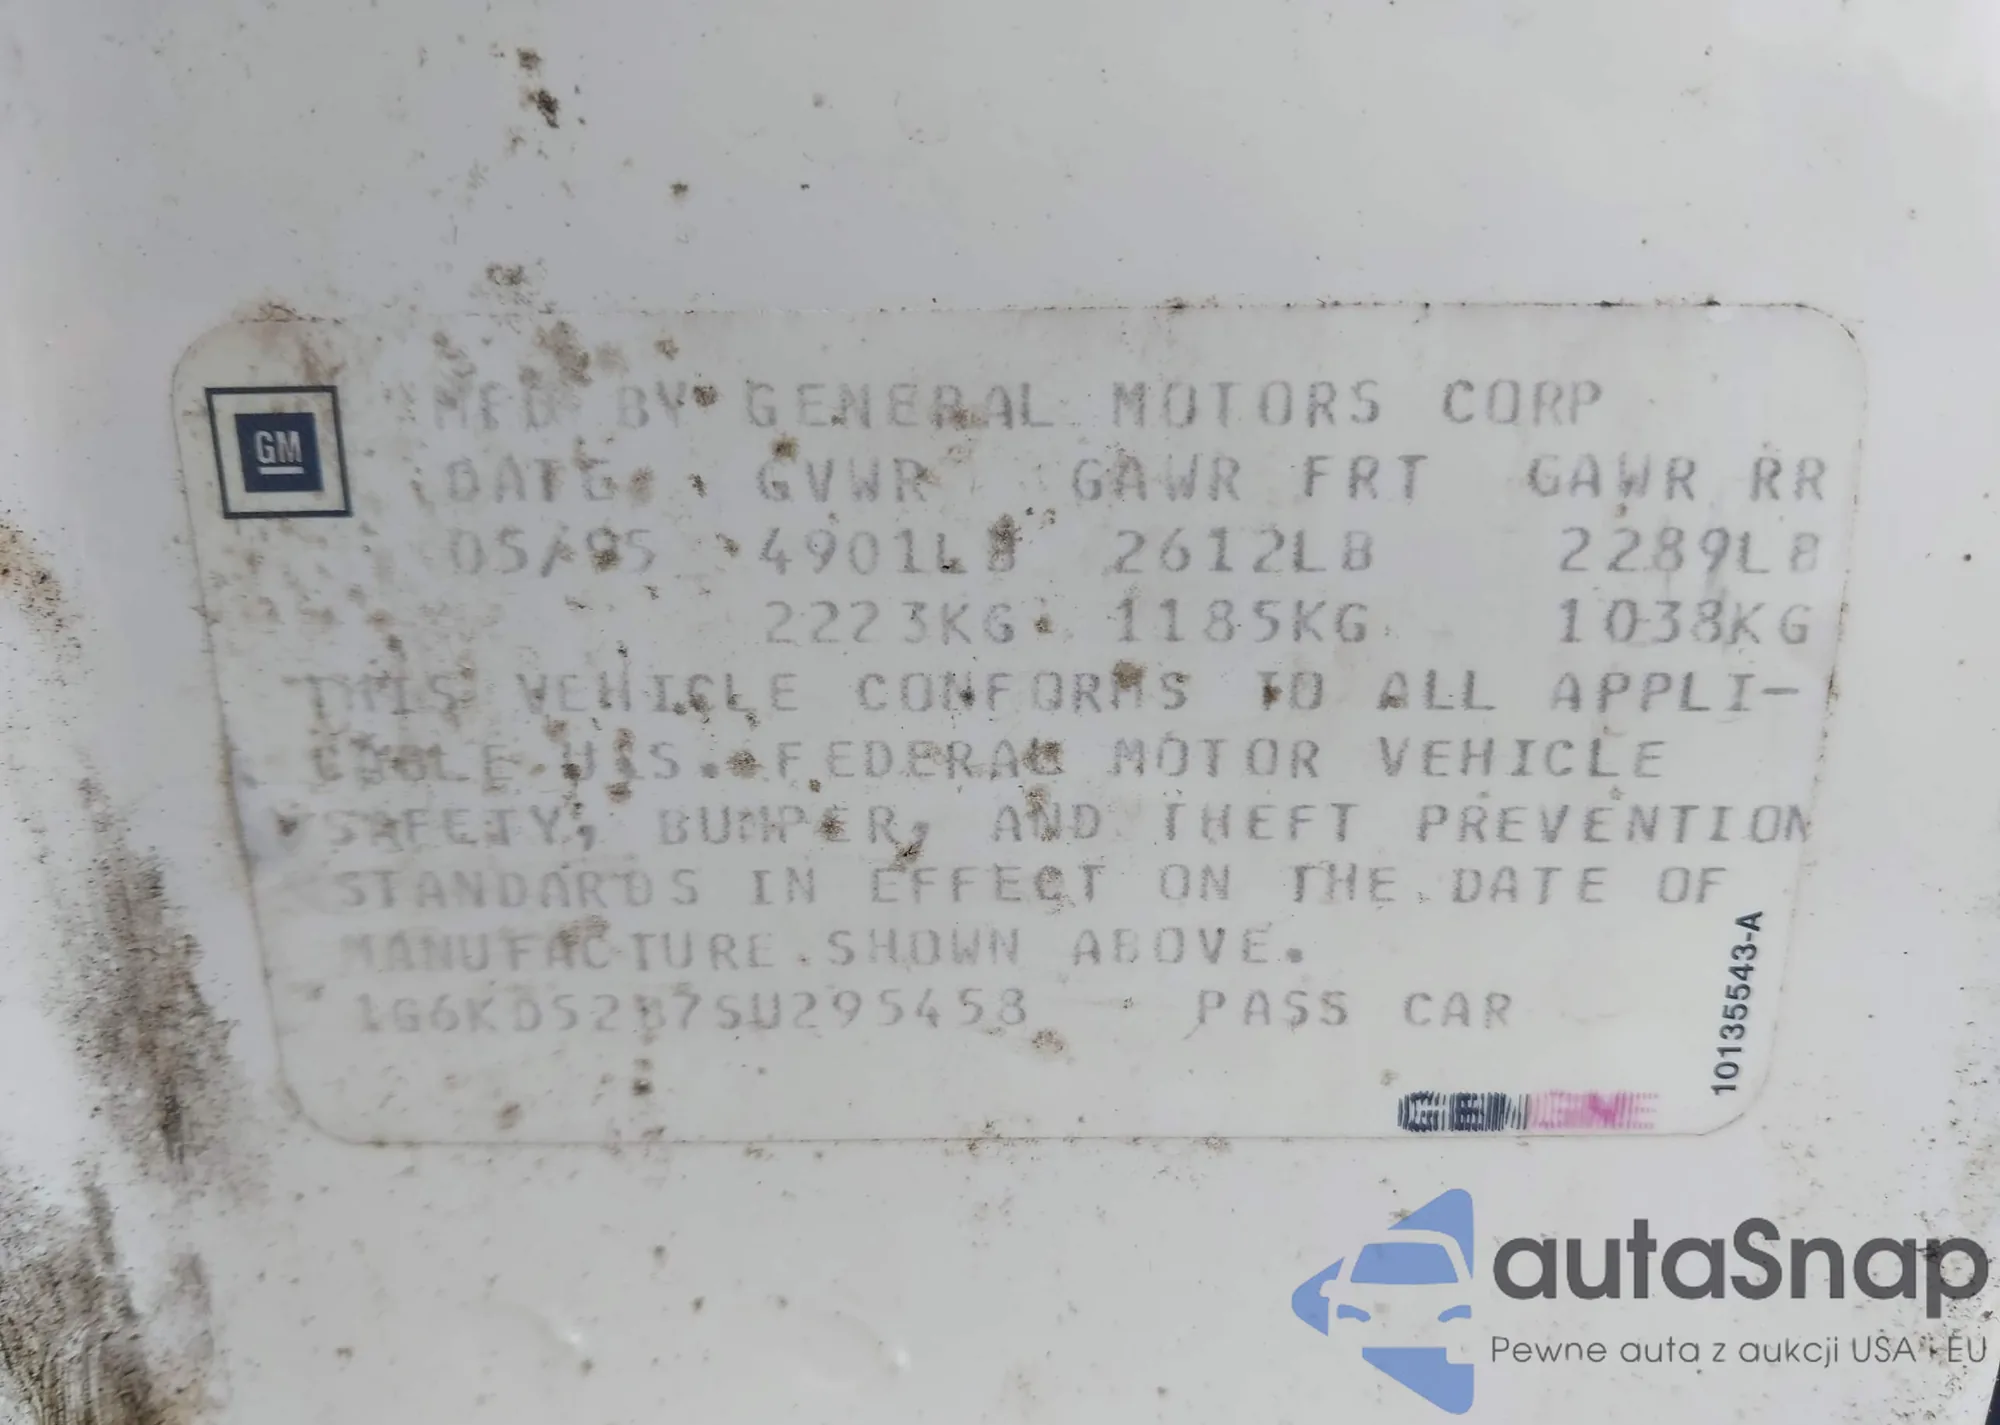 GM
MFD BY GENERAL MOTORS CORP
DATE GVWR GAWR FRT GAWR RR
05/95 4901LB 2612LB 2289LB
2223KG 1185KG 1038KG
THIS VEHICLE CONFORMS TO ALL APPLI-
CABLE U.S. FEDERAL MOTOR VEHICLE
SAFETY, BUMPER, AND THEFT PREVENTION
STANDARDS IN EFFECT ON THE DATE OF
MANUFACTURE SHOWN ABOVE.
PASS CAR
10135543-A
autaSnap
Pewne auta z aukcji USA i EU